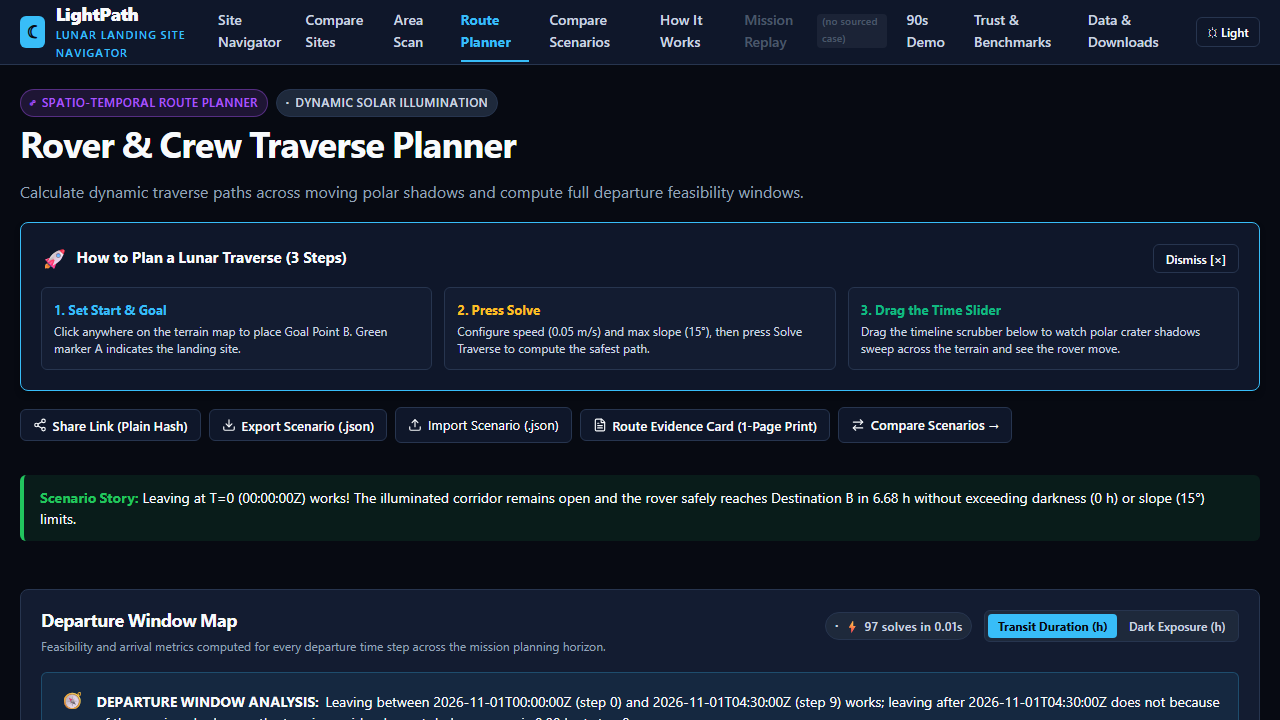 LightPath
LUNAR LANDING SITE
NAVIGATOR
Site
Navigator
Compare
Sites
Area
Scan
Route
Planner
Compare
Scenarios
How It
Works
Mission
Replay
(no sourced
case)
90s
Demo
Trust &
Benchmarks
Data &
Downloads
Light
SPATIO-TEMPORAL ROUTE PLANNER
DYNAMIC SOLAR ILLUMINATION
Rover & Crew Traverse Planner
Calculate dynamic traverse paths across moving polar shadows and compute full departure feasibility windows.
How to Plan a Lunar Traverse (3 Steps)
Dismiss [×]
1. Set Start & Goal
Click anywhere on the terrain map to place Goal Point B. Green
marker A indicates the landing site.
2. Press Solve
Configure speed (0.05 m/s) and max slope (15°), then press Solve
Traverse to compute the safest path.
3. Drag the Time Slider
Drag the timeline scrubber below to watch polar crater shadows
sweep across the terrain and see the rover move.
Share Link (Plain Hash)
Export Scenario (.json)
Import Scenario (.json)
Route Evidence Card (1-Page Print)
Compare Scenarios →
Scenario Story: Leaving at T=0 (00:00:00Z) works! The illuminated corridor remains open and the rover safely reaches Destination B in 6.68 h without exceeding darkness (0 h) or slope (15°)
limits.
Departure Window Map
Feasibility and arrival metrics computed for every departure time step across the mission planning horizon.
97 solves in 0.01s
Transit Duration (h)
Dark Exposure (h)
DEPARTURE WINDOW ANALYSIS: Leaving between 2026-11-01T00:00:00Z (step 0) and 2026-11-01T04:30:00Z (step 9) works; leaving after 2026-11-01T04:30:00Z does not because